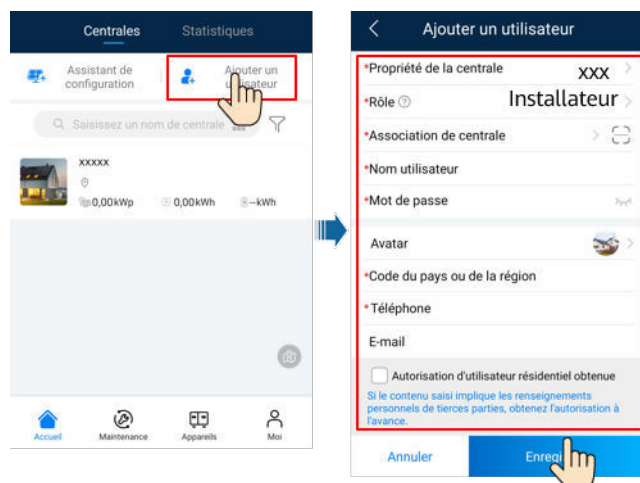 Centrales
Statistiques
Assistant de
configuration
Ajouter un
utilisateur
Saisissez un nom de centrale
xxxxx
0,00kWp
0,00kWh
--kWh
Accueil
Maintenance
Appareils
Moi
Ajouter un utilisateur
*Propriété de la centrale
xxx
*Rôle
Installateur
*Association de centrale
*Nom utilisateur
*Mot de passe
Avatar
*Code du pays ou de la région
*Téléphone
E-mail
Autorisation d'utilisateur résidentiel obtenue
Si le contenu saisi implique les renseignements
personnels de tierces parties, obtenez l'autorisation à
l'avance.
Annuler